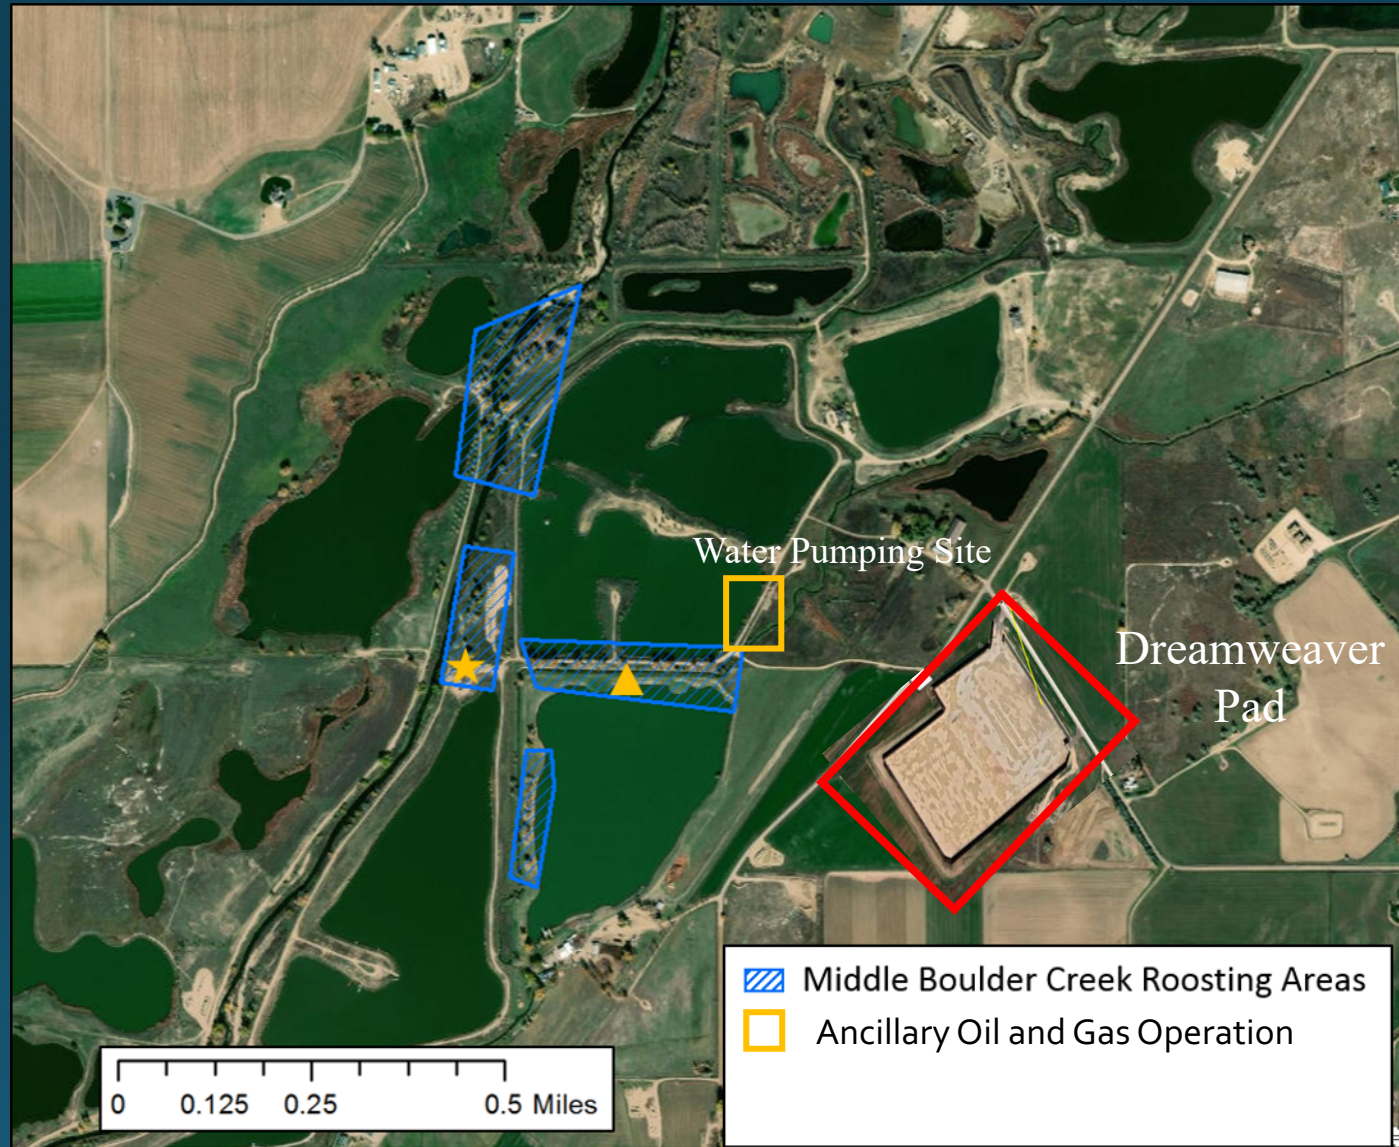 Water Pumping Site
Dreamweaver
Pad
Middle Boulder Creek Roosting Areas
Ancillary Oil and Gas Operation
0 0.125 0.25 0.5 Miles